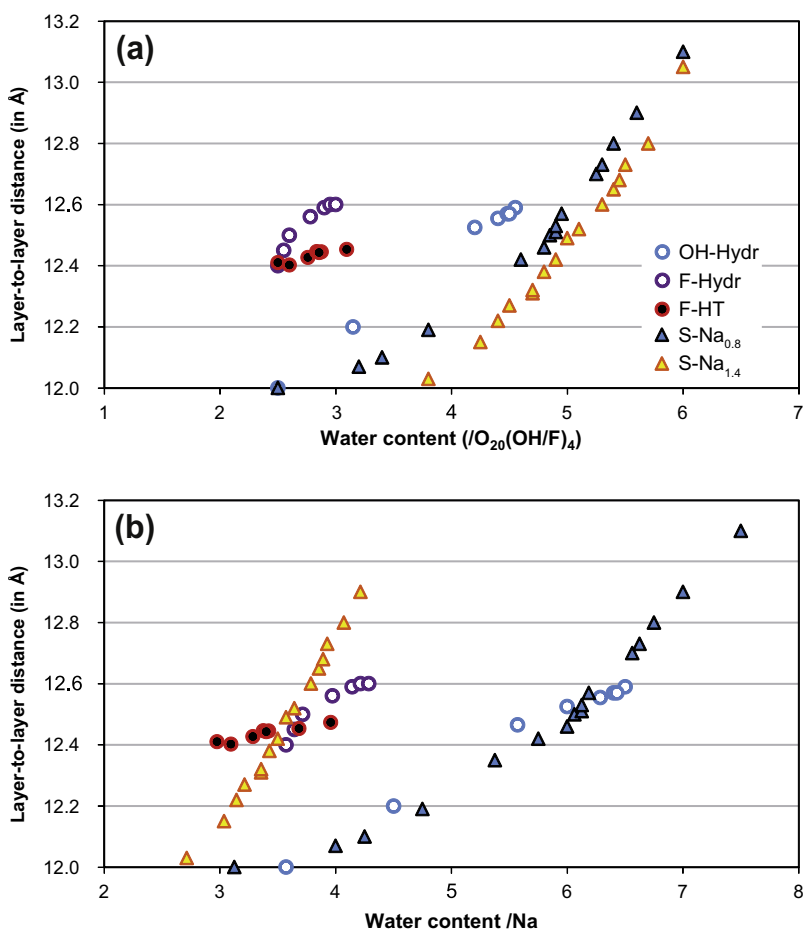 13.2
(a)
13.0
12.8
12.6
12.4
12.2
12.0
Layer-to-layer distance (in Å)
OH-Hydr
F-Hydr
F-HT
S-Na0.8
S-Na1.4
1 2 3 4 5 6 7
Water content (/O20(OH/F)4)
13.2
(b)
13.0
12.8
12.6
12.4
12.2
12.0
Layer-to-layer distance (in Å)
2 3 4 5 6 7 8
Water content /Na